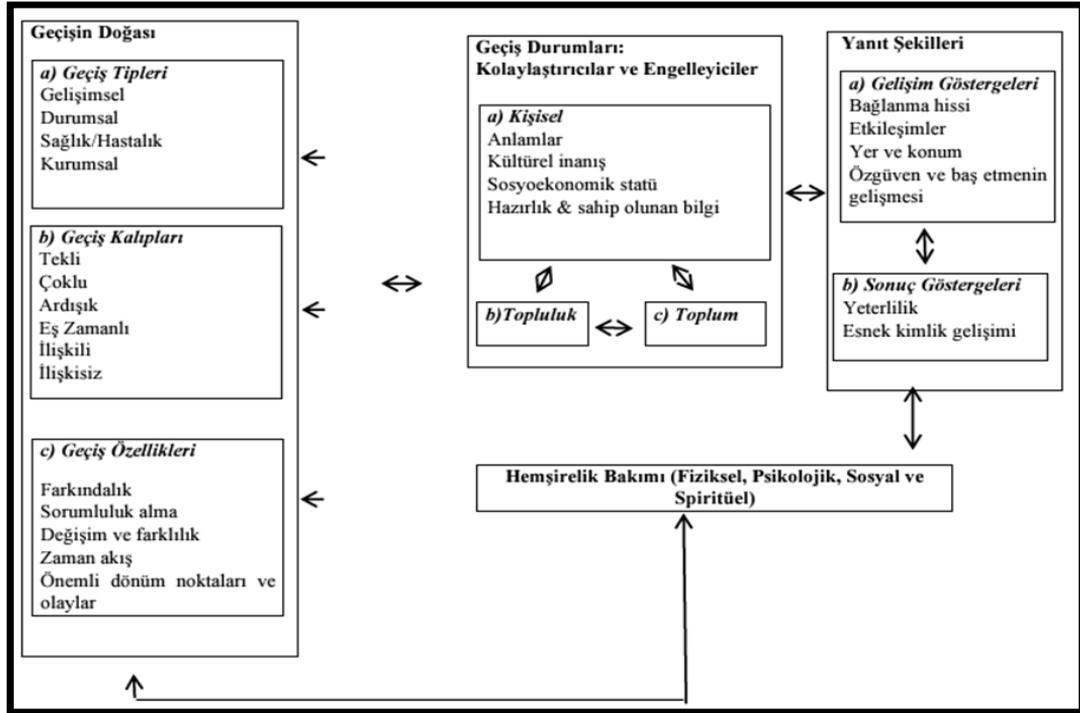 Geçişin Doğası
a) Geçiş Tipleri
Gelişimsel
Durumsal
Sağlık/Hastalık
Kurumsal
b) Geçiş Kalıpları
Tekli
Çoklu
Ardışık
Eş Zamanlı
İlişkili
İlişkisiz
c) Geçiş Özellikleri
Farkındalık
Sorumluluk alma
Değişim ve farklılık
Zaman akış
Önemli dönüm noktaları ve
olaylar
Geçiş Durumları:
Kolaylaştırıcılar ve Engelleyiciler
a) Kişisel
Anlamlar
Kültürel inanış
Sosyoekonomik statü
Hazırlık & sahip olunan bilgi
b)Topluluk
c) Toplum
Yanıt Şekilleri
a) Gelişim Göstergeleri
Bağlanma hissi
Etkileşimler
Yer ve konum
Özgüven ve baş etmenin
gelişmesi
b) Sonuç Göstergeleri
Yeterlilik
Esnek kimlik gelişimi
Hemşirelik Bakımı (Fiziksel, Psikolojik, Sosyal ve
Spiritüel)